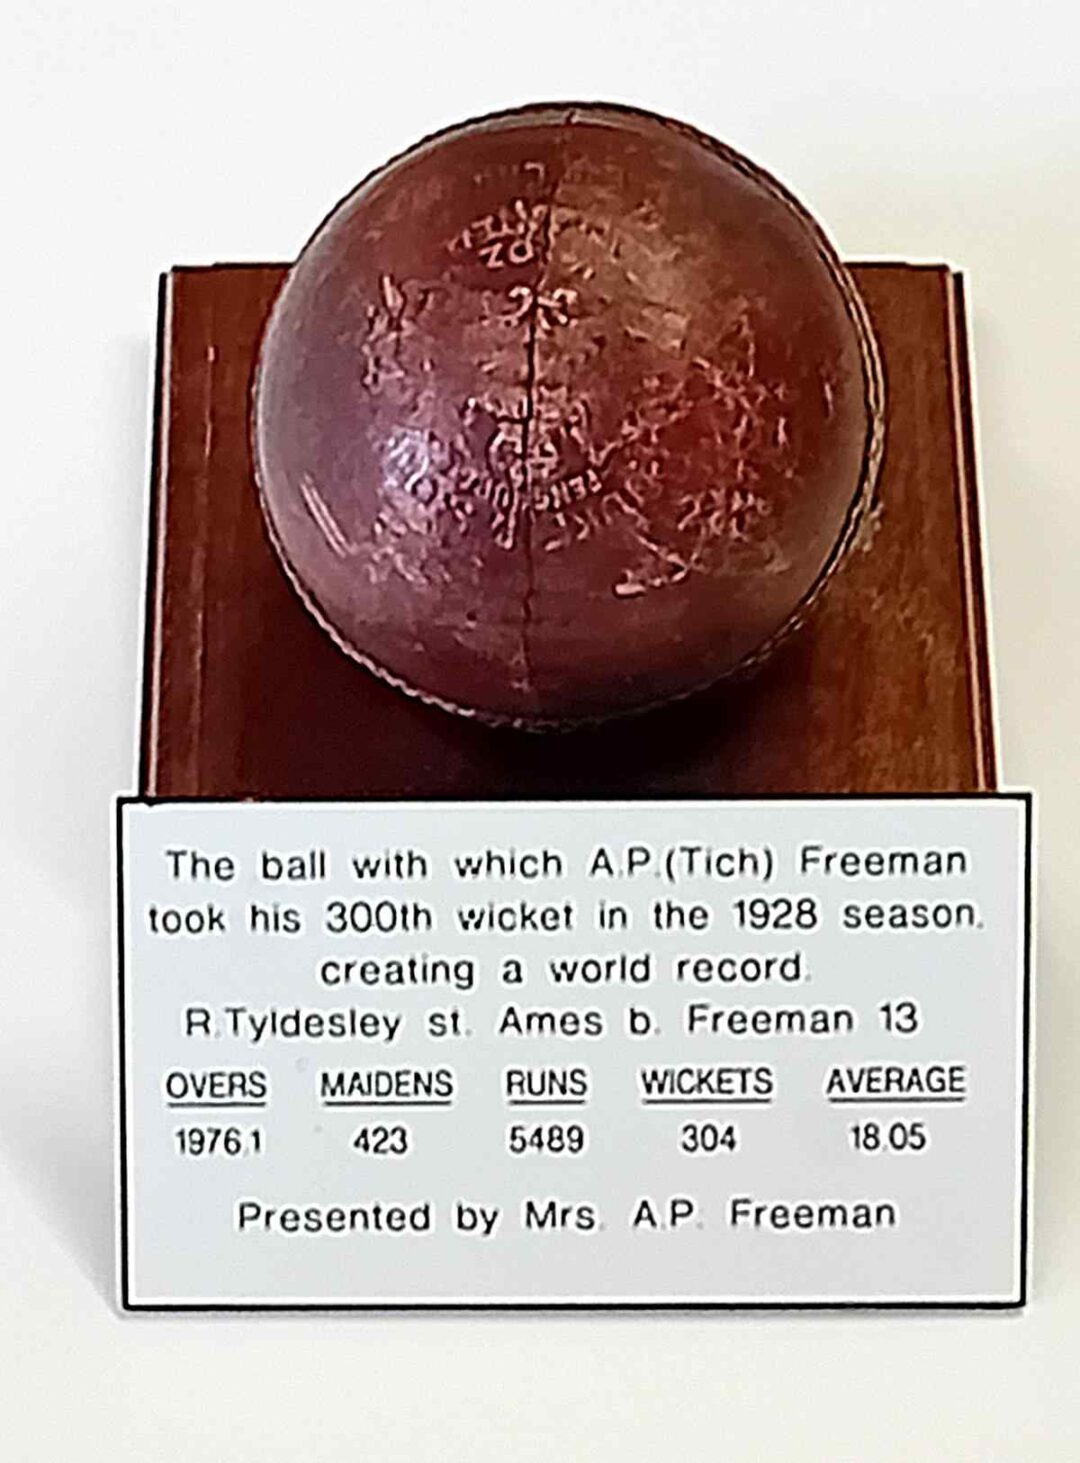 OZ
The ball with which A.P.(Tich) Freeman
took his 300th wicket in the 1928 season,
creating a world record.
R.Tyldesley st. Ames b. Freeman 13
OVERS MAIDENS RUNS WICKETS AVERAGE
1976.1 423 5489 304 18.05
Presented by Mrs. A.P. Freeman